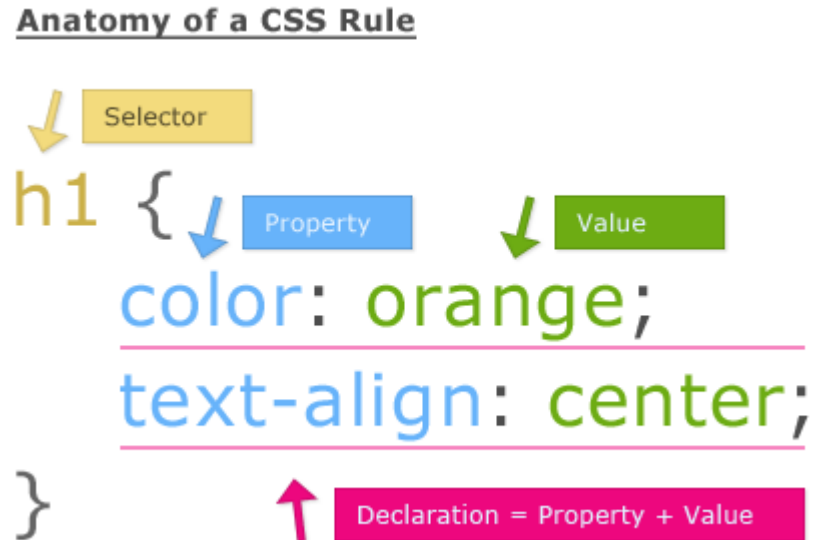 Anatomy of a CSS Rule
Selector
h1 {
Property
Value
color: orange;
text-align: center;
}
Declaration = Property + Value